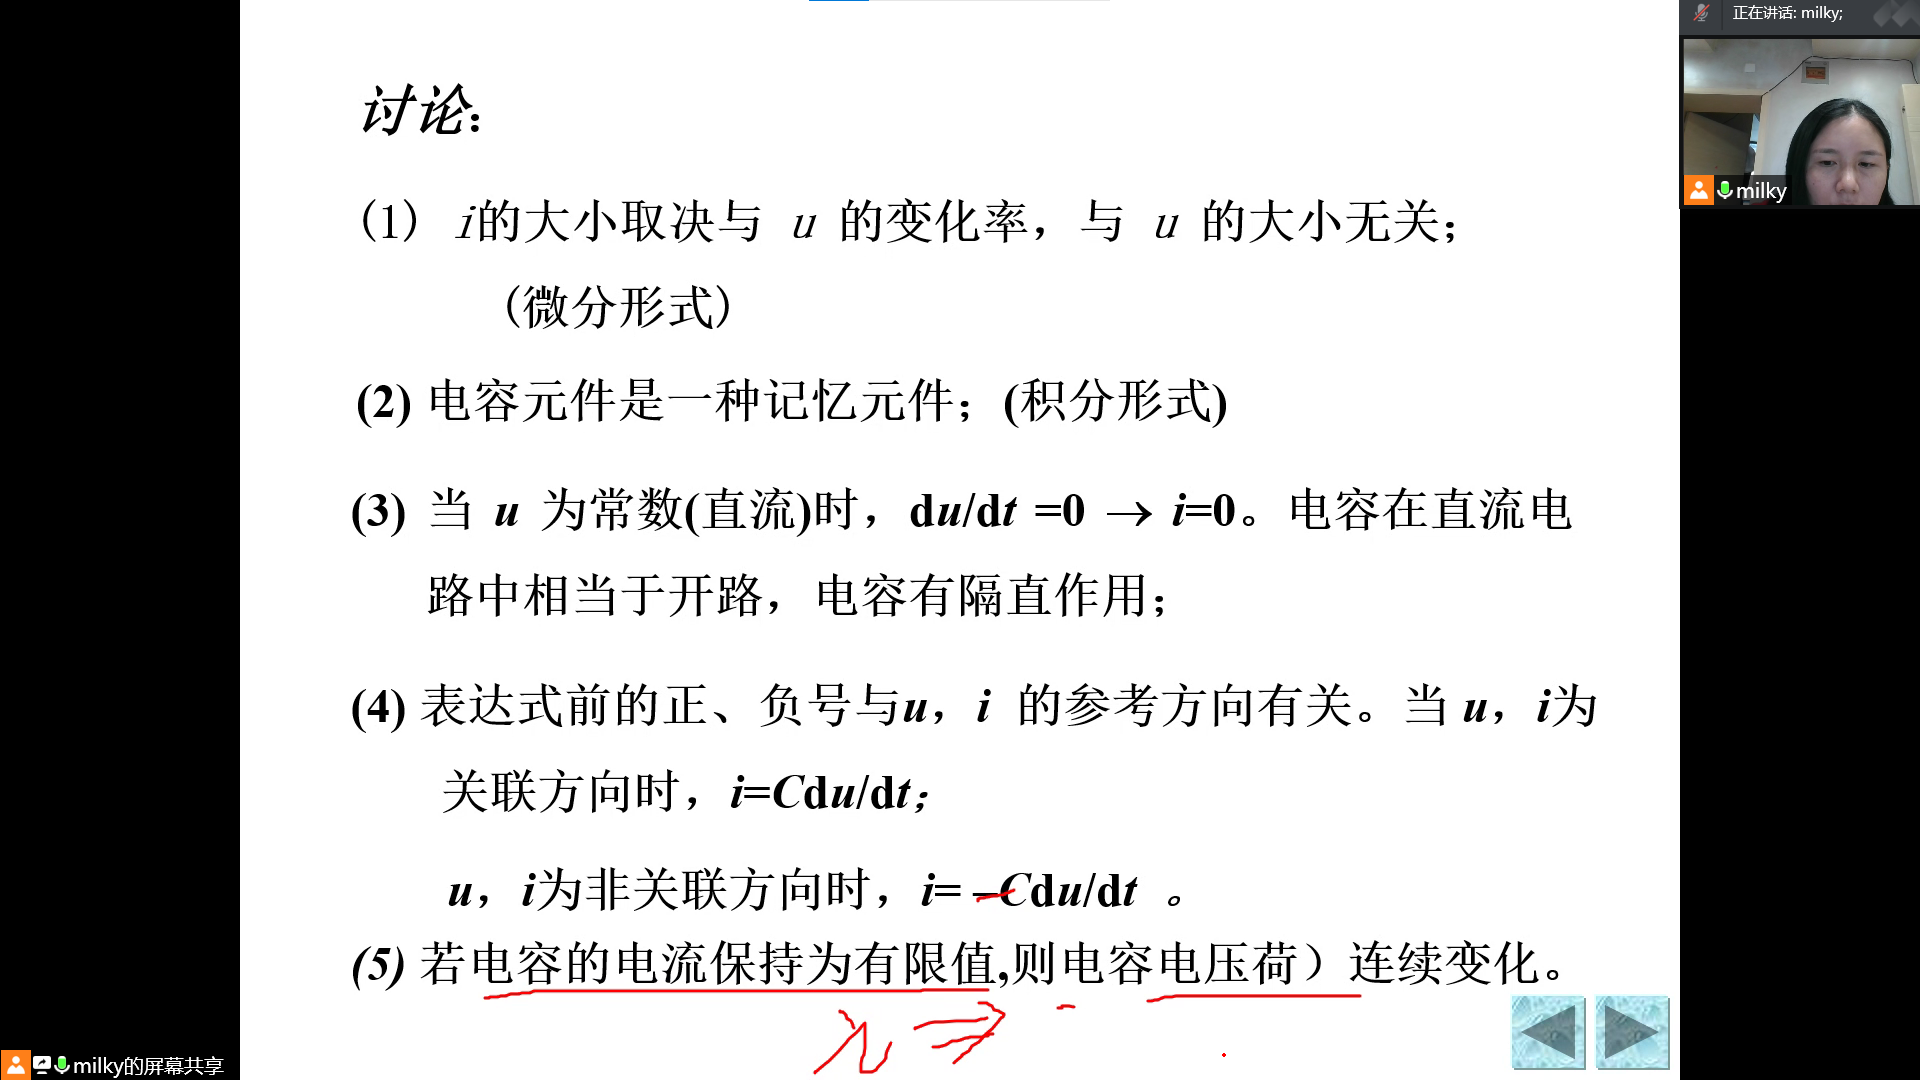 正在讲话: milky;
milky
讨论：
(1) i的大小取决与 u 的变化率，与 u 的大小无关；
(微分形式)
(2) 电容元件是一种记忆元件；(积分形式)
(3) 当 u 为常数(直流)时，du/dt =0 → i=0。电容在直流电
路中相当于开路，电容有隔直作用；
(4) 表达式前的正、负号与u，i 的参考方向有关。当 u，i为
关联方向时，i=Cdu/dt；
u，i为非关联方向时，i= –Cdu/dt 。
(5) 若电容的电流保持为有限值,则电容电压荷）连续变化。
milky的屏幕共享